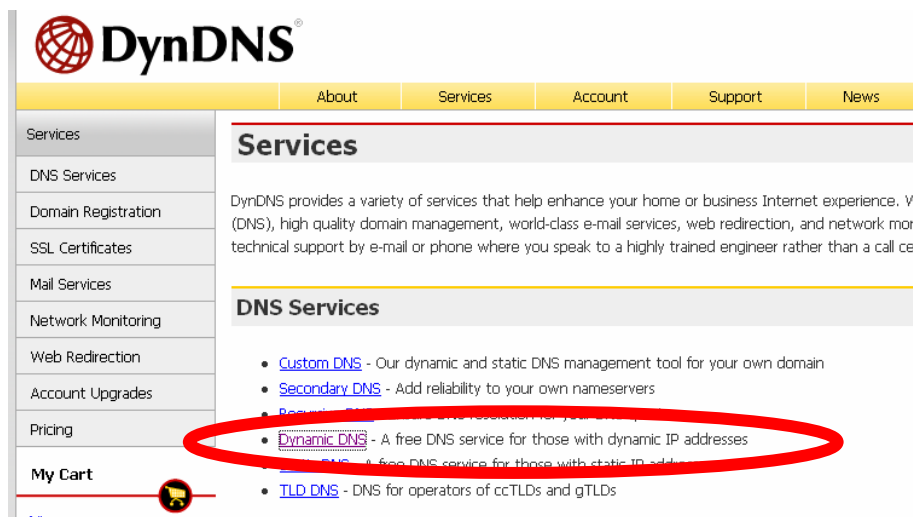 DynDNS®
About Services Account Support News
Services
DNS Services
Domain Registration
SSL Certificates
Mail Services
Network Monitoring
Web Redirection
Account Upgrades
Pricing
My Cart
Services
DynDNS provides a variety of services that help enhance your home or business Internet experience.
(DNS), high quality domain management, world-class e-mail services, web redirection, and network
technical support by e-mail or phone where you speak to a highly trained engineer rather than a call
DNS Services
Custom DNS - Our dynamic and static DNS management tool for your own domain
Secondary DNS - Add reliability to your own nameservers
DNS resolution for your
Dynamic DNS - A free DNS service for those with dynamic IP addresses
DNS - A free DNS service for those with static IP
TLD DNS - DNS for operators of ccTLDs and gTLDs